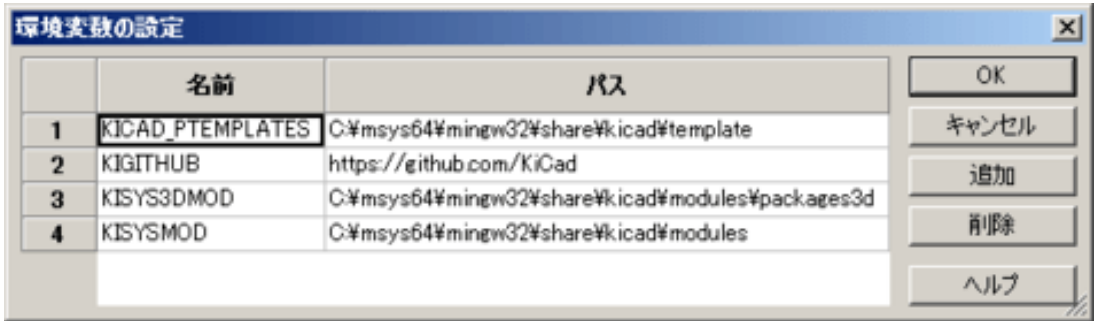 環境変数の設定
名前 パス
1 KICAD_PTEMPLATES C:¥msys64¥mingw32¥share¥kicad¥template
2 KIGITHUB https://github.com/KiCad
3 KISYS3DMOD C:¥msys64¥mingw32¥share¥kicad¥modules¥packages3d
4 KISYSMOD C:¥msys64¥mingw32¥share¥kicad¥modules
OK
キャンセル
追加
削除
ヘルプ